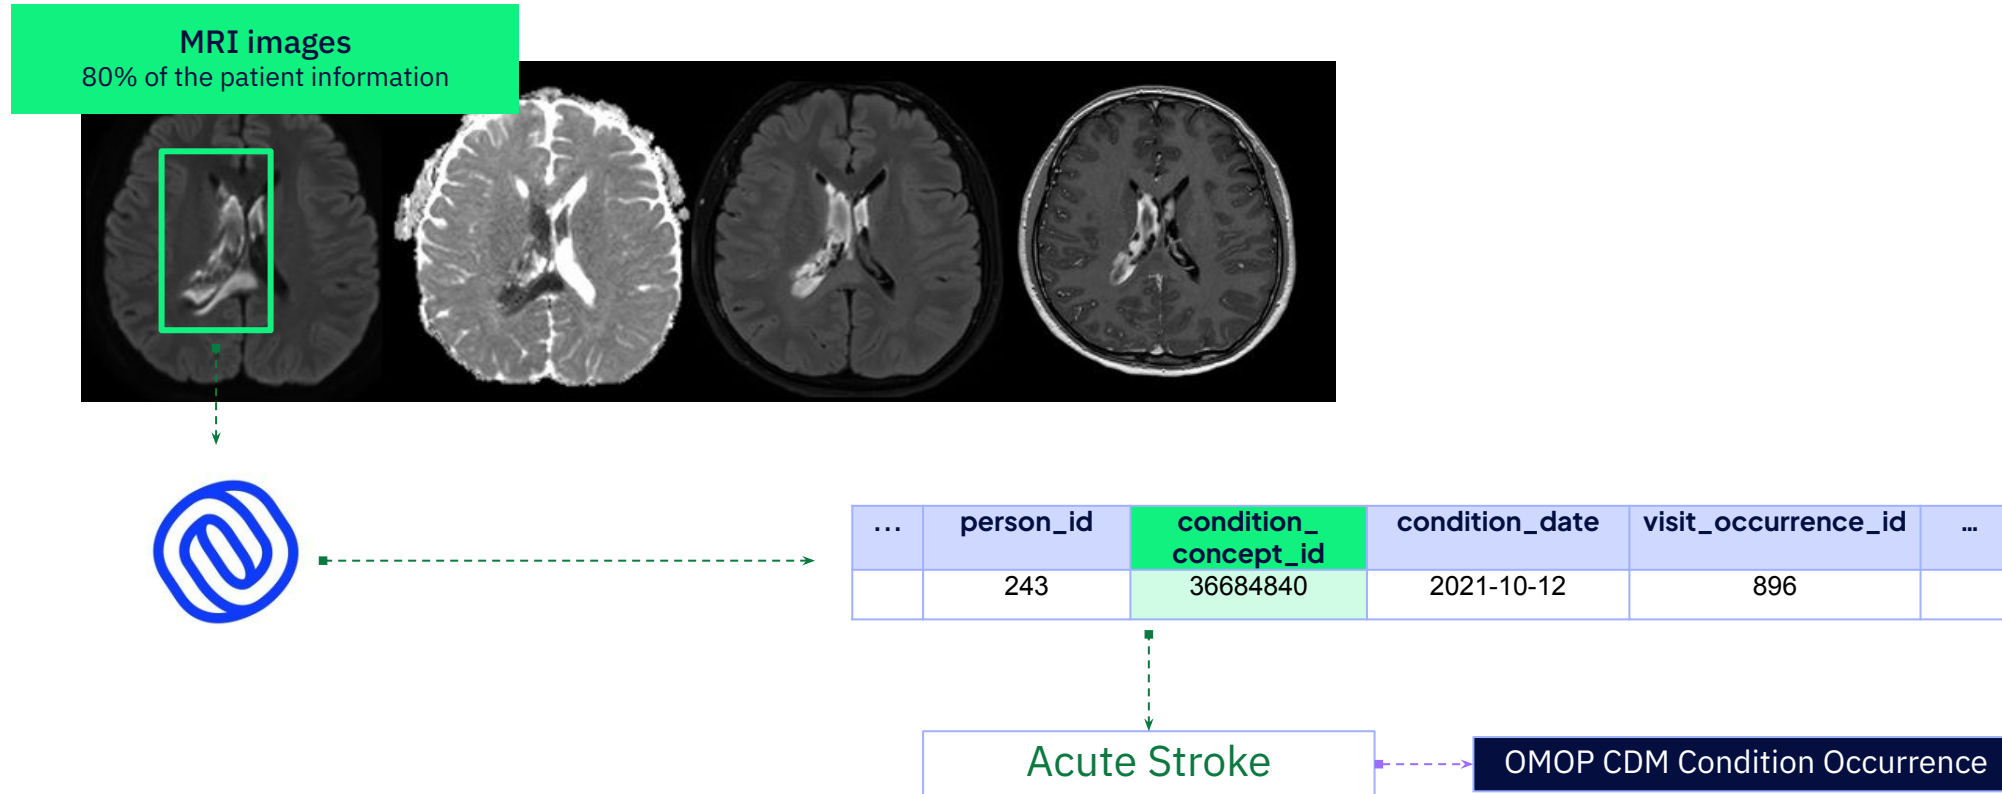 MRI images
80% of the patient information
... person_id condition_ condition_date visit_occurrence_id ...
concept_id
243 36684840 2021-10-12 896
Acute Stroke
OMOP CDM Condition Occurrence